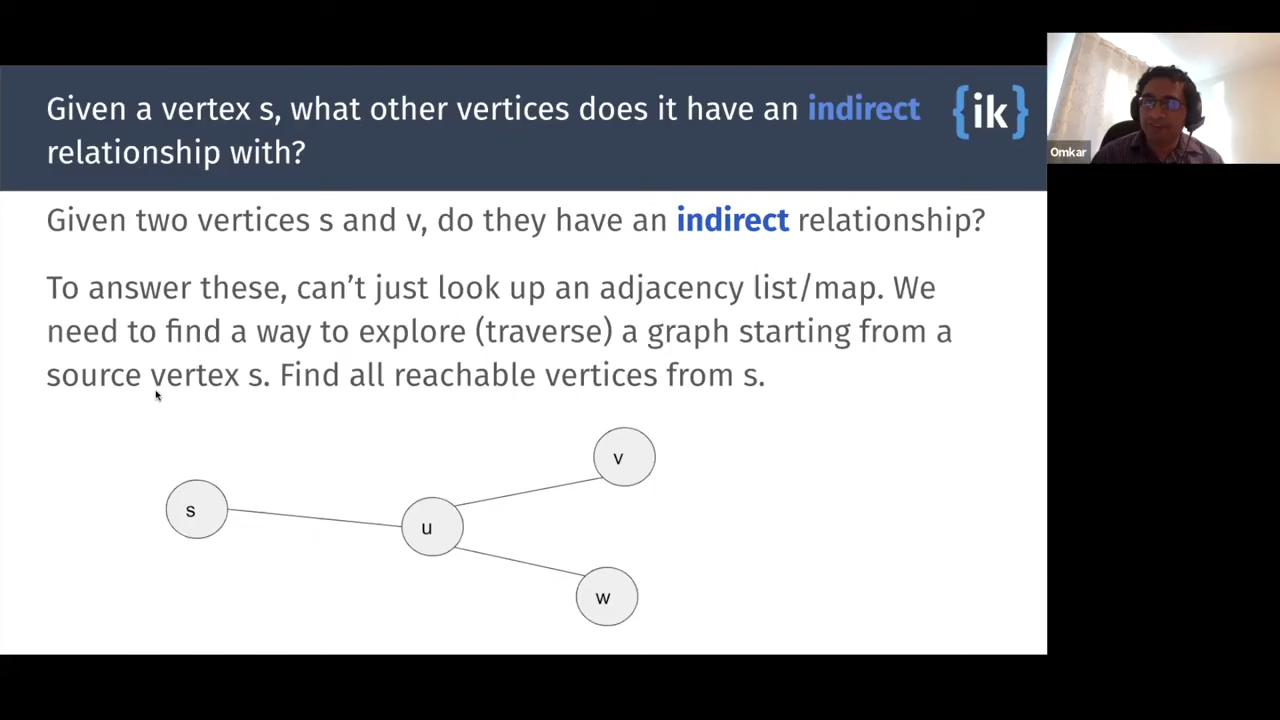 Given a vertex s, what other vertices does it have an indirect
relationship with?
{ik}
Omkar
Given two vertices s and v, do they have an indirect relationship?
To answer these, can’t just look up an adjacency list/map. We
need to find a way to explore (traverse) a graph starting from a
source vertex s. Find all reachable vertices from s.
v
s
u
w